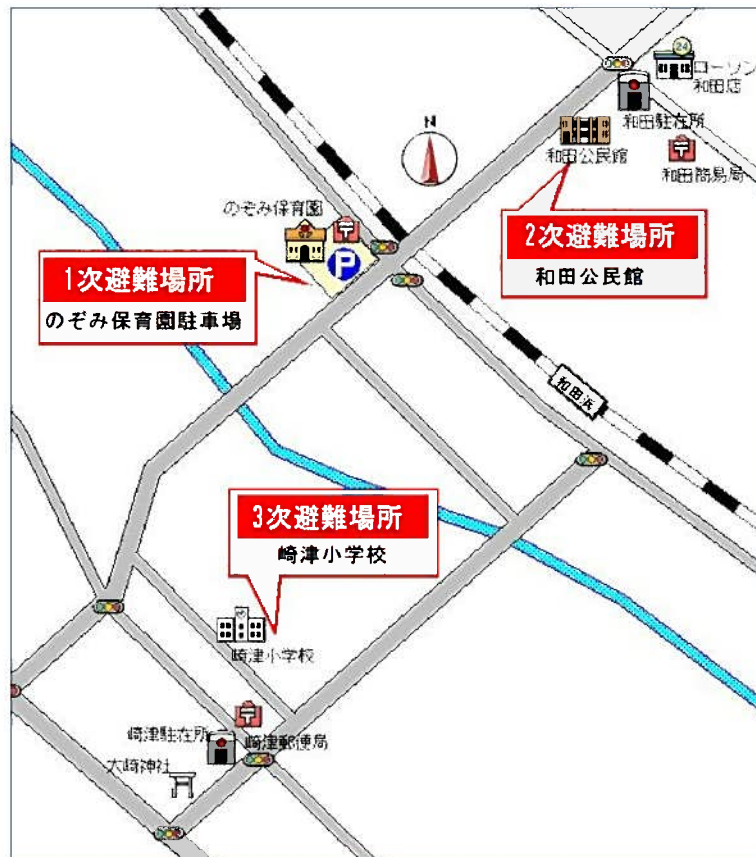 24
ローソン
和田店
和田駐在所
N
和田公民館
和田簡易局
のぞみ保育園
2次避難場所
和田公民館
P
1次避難場所
のぞみ保育園駐車場
和田浜
3次避難場所
崎津小学校
崎津小学校
崎津駐在所
崎津郵便局
大崎神社